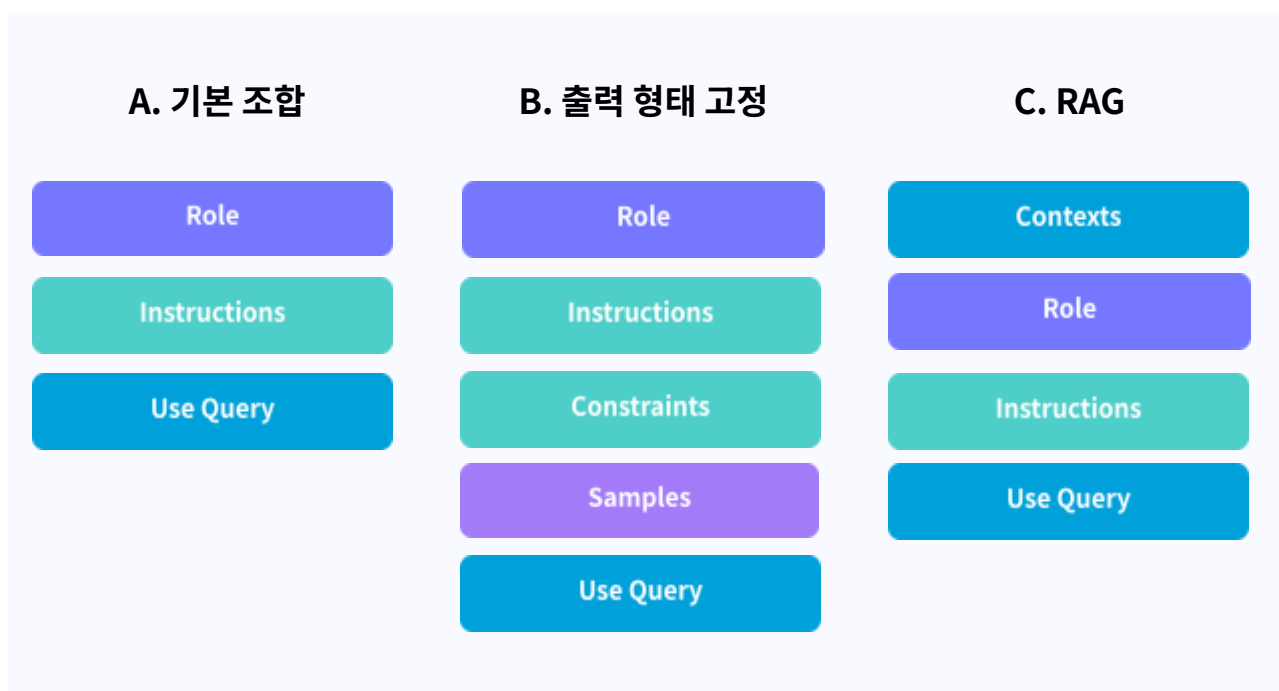 A. 기본 조합
Role
Instructions
Use Query
B. 출력 형태 고정
Role
Instructions
Constraints
Samples
Use Query
C. RAG
Contexts
Role
Instructions
Use Query